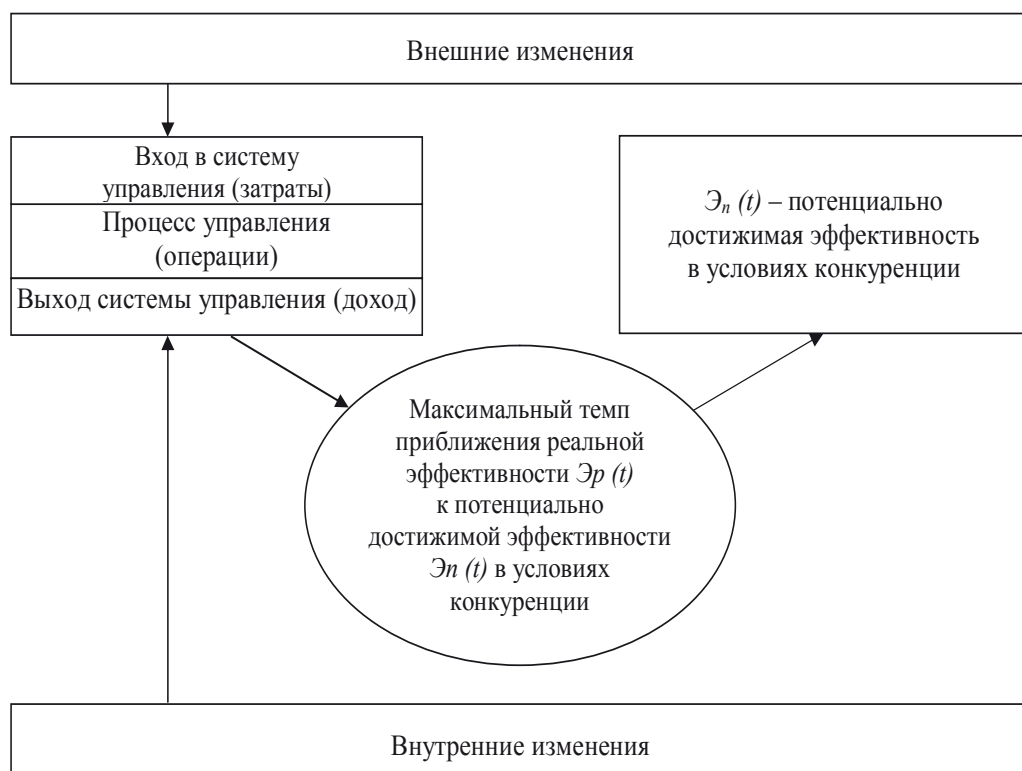 Внешние изменения
Вход в систему
управления (затраты)
Процесс управления
(операции)
Выход системы управления (доход)
Эп (t) – потенциально
достижимая эффективность
в условиях конкуренции
Максимальный темп
приближения реальной
эффективности Эр (t)
к потенциально
достижимой эффективности
Эп (t) в условиях
конкуренции
Внутренние изменения